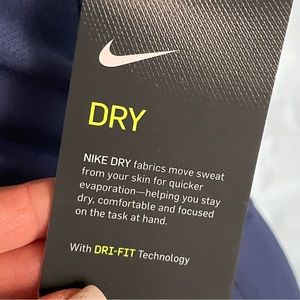 DRY
NIKE DRY fabrics move sweat
from your skin for quicker
evaporation—helping you stay
dry, comfortable and focused
on the task at hand.
With DRI-FIT Technology